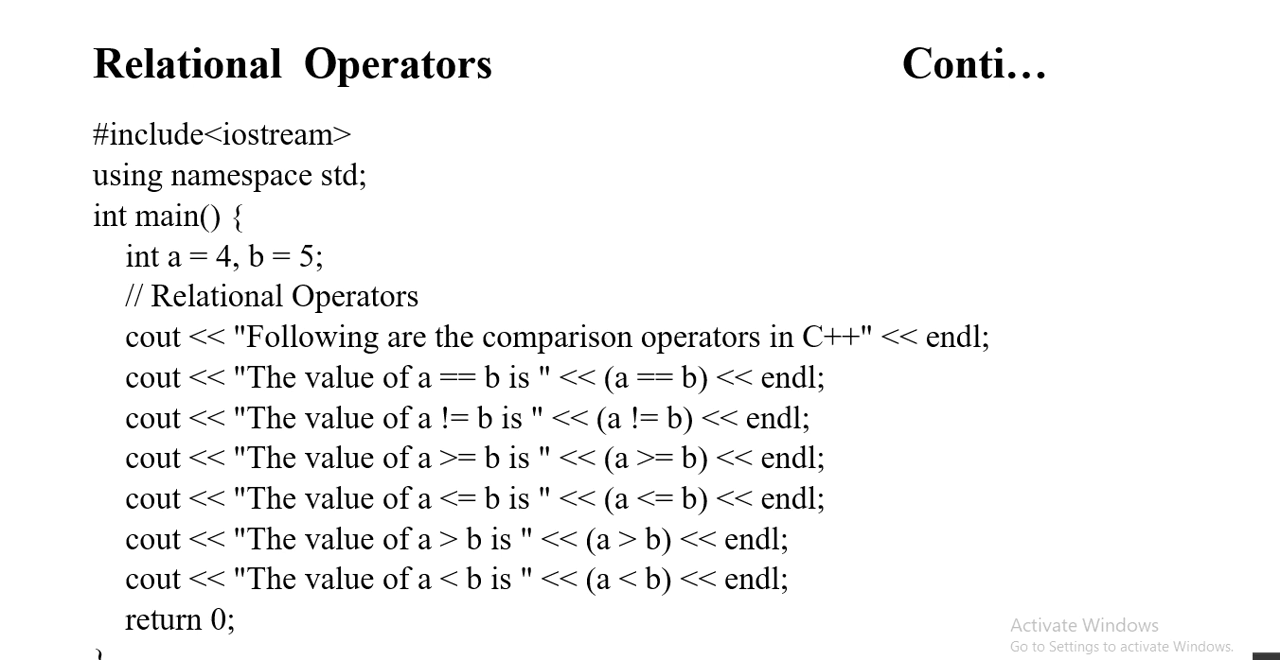 Relational Operators Conti...
#include<iostream>
using namespace std;
int main() {
int a = 4, b = 5;
// Relational Operators
cout << "Following are the comparison operators in C++" << endl;
cout << "The value of a == b is " << (a == b) << endl;
cout << "The value of a != b is " << (a != b) << endl;
cout << "The value of a >= b is " << (a >= b) << endl;
cout << "The value of a <= b is " << (a <= b) << endl;
cout << "The value of a > b is " << (a > b) << endl;
cout << "The value of a < b is " << (a < b) << endl;
return 0;
}
Activate Windows
Go to Settings to activate Windows.